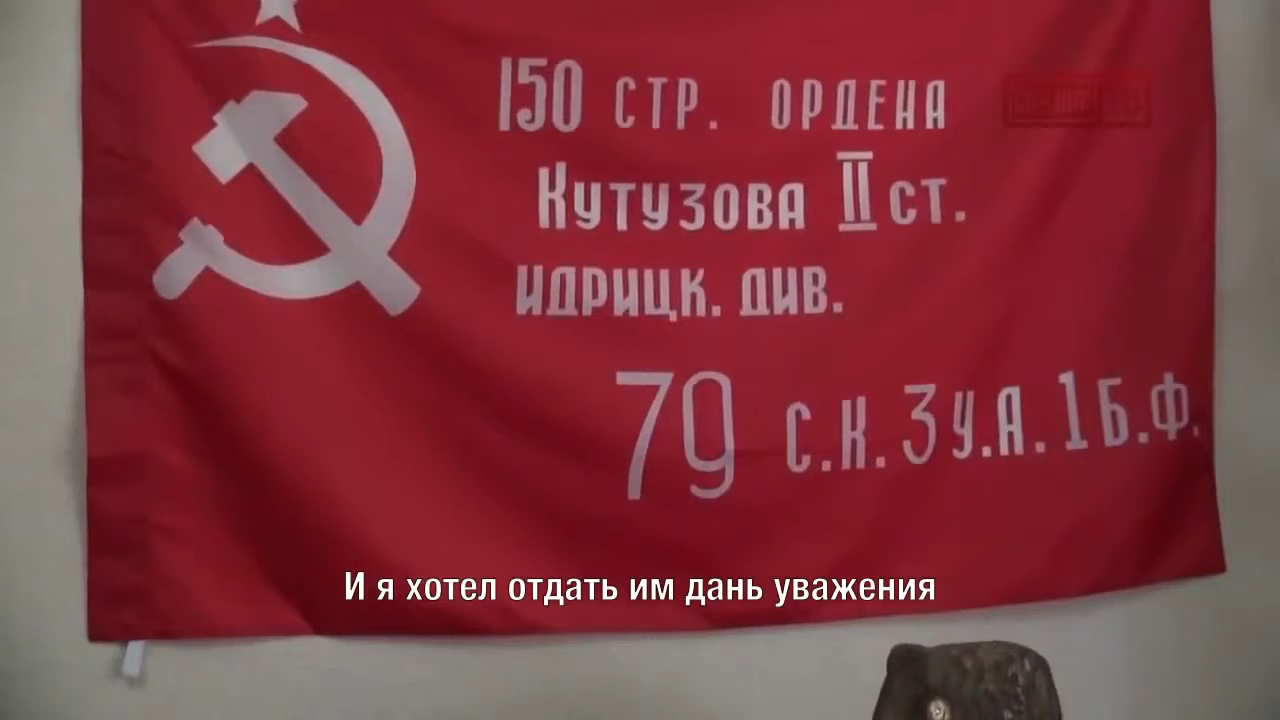 150 СТР. ОРДЕНА
КУТУЗОВА II СТ.
ИДРИЦК. ДИВ.
79 С.К. 3 У.А. 1 Б.Ф.
И я хотел отдать им дань уважения